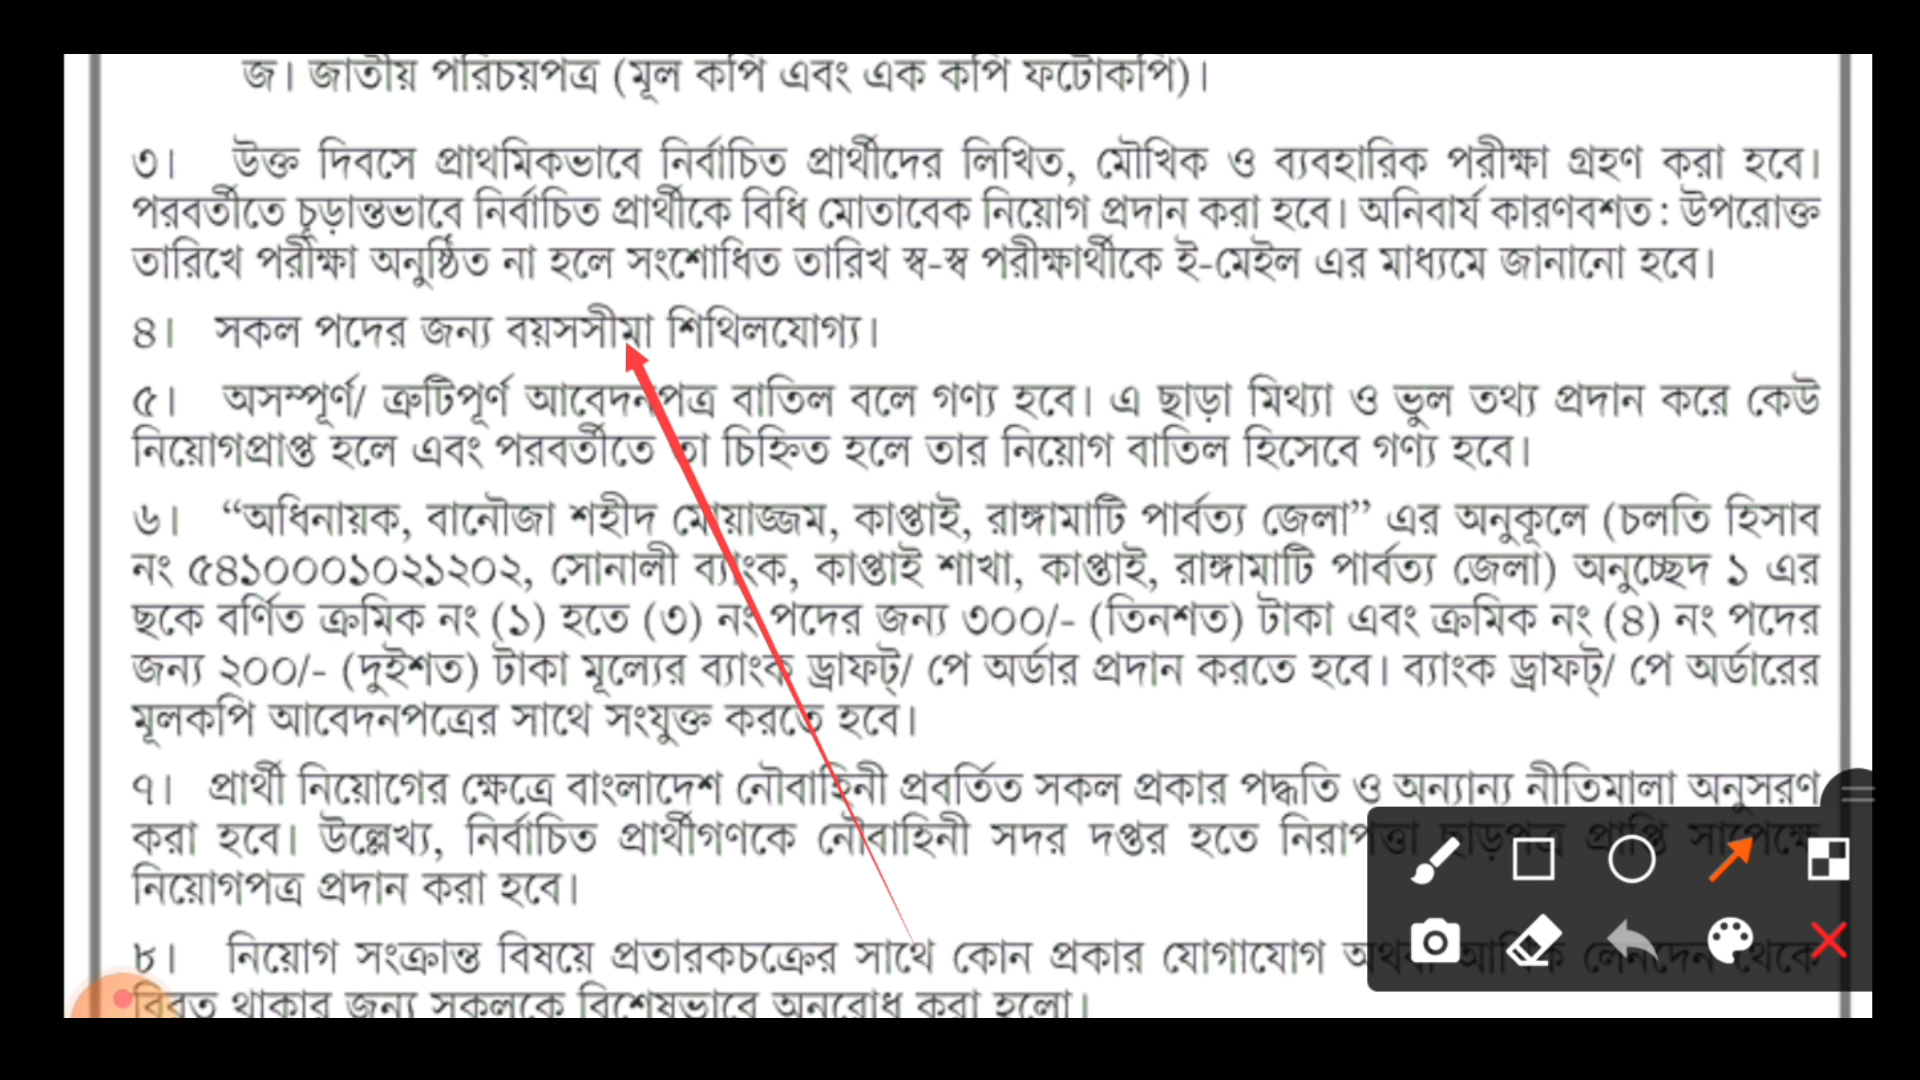 জ। জাতীয় পরিচয়পত্র (মূল কপি এবং এক কপি ফটোকপি)।
৩। উক্ত দিবসে প্রাথমিকভাবে নির্বাচিত প্রার্থীদের লিখিত, মৌখিক ও ব্যবহারিক পরীক্ষা গ্রহণ করা হবে।
পরবর্তীতে চূড়ান্তভাবে নির্বাচিত প্রার্থীকে বিধি মোতাবেক নিয়োগ প্রদান করা হবে। অনিবার্য কারণবশত: উপরোক্ত
তারিখে পরীক্ষা অনুষ্ঠিত না হলে সংশোধিত তারিখ স্ব-স্ব পরীক্ষার্থীকে ই-মেইল এর মাধ্যমে জানানো হবে।
৪। সকল পদের জন্য বয়সসীমা শিথিলযোগ্য।
৫। অসম্পূর্ণ/ ত্রুটিপূর্ণ আবেদনপত্র বাতিল বলে গণ্য হবে। এ ছাড়া মিথ্যা ও ভুল তথ্য প্রদান করে কেউ
নিয়োগপ্রাপ্ত হলে এবং পরবর্তীতে তা চিহ্নিত হলে তার নিয়োগ বাতিল হিসেবে গণ্য হবে।
৬। “অধিনায়ক, বানৌজা শহীদ মোয়াজ্জম, কাপ্তাই, রাঙ্গামাটি পার্বত্য জেলা” এর অনুকূলে (চলতি হিসাব
নং ৫৪১০০০১০২১২০২, সোনালী ব্যাংক, কাপ্তাই শাখা, কাপ্তাই, রাঙ্গামাটি পার্বত্য জেলা) অনুচ্ছেদ ১ এর
ছকে বর্ণিত ক্রমিক নং (১) হতে (৩) নং পদের জন্য ৩০০/- (তিনশত) টাকা এবং ক্রমিক নং (৪) নং পদের
জন্য ২০০/- (দুইশত) টাকা মূল্যের ব্যাংক ড্রাফট্/ পে অর্ডার প্রদান করতে হবে। ব্যাংক ড্রাফট্/ পে অর্ডারের
মূলকপি আবেদনপত্রের সাথে সংযুক্ত করতে হবে।
৭। প্রার্থী নিয়োগের ক্ষেত্রে বাংলাদেশ নৌবাহিনী প্রবর্তিত সকল প্রকার পদ্ধতি ও অন্যান্য নীতিমালা অনুসরণ
করা হবে। উল্লেখ্য, নির্বাচিত প্রার্থীগণকে নৌবাহিনী সদর দপ্তর হতে নিরাপত্তা ছাড়পত্র প্রাপ্তি সাপেক্ষে
নিয়োগপত্র প্রদান করা হবে।
৮। নিয়োগ সংক্রান্ত বিষয়ে প্রতারকচক্রের সাথে কোন প্রকার যোগাযোগ অথবা আর্থিক লেনদেন থেকে
বিরত থাকার জন্য সকলকে বিশেষভাবে অনুরোধ করা হলো।